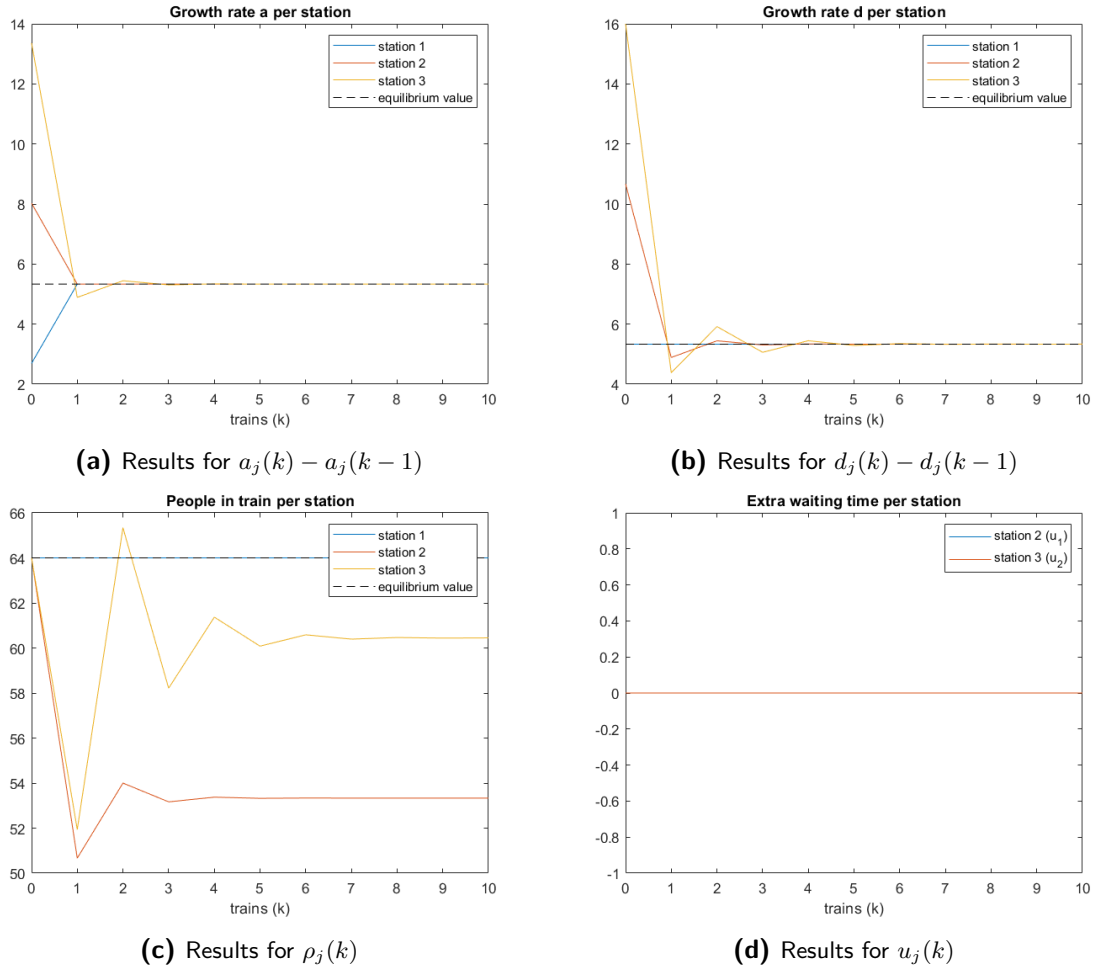 Growth rate a per station
14
12
10
8
6
4
2
0 1 2 3 4 5 6 7 8 9 10
trains (k)
station 1
station 2
station 3
equilibrium value
(a) Results for a_j(k) − a_j(k − 1)
Growth rate d per station
16
14
12
10
8
6
4
0 1 2 3 4 5 6 7 8 9 10
trains (k)
station 1
station 2
station 3
equilibrium value
(b) Results for d_j(k) − d_j(k − 1)
People in train per station
66
64
62
60
58
56
54
52
50
0 1 2 3 4 5 6 7 8 9 10
trains (k)
station 1
station 2
station 3
equilibrium value
(c) Results for ρ_j(k)
Extra waiting time per station
1
0.8
0.6
0.4
0.2
0
-0.2
-0.4
-0.6
-0.8
-1
0 1 2 3 4 5 6 7 8 9 10
trains (k)
station 2 (u_1)
station 3 (u_2)
(d) Results for u_j(k)